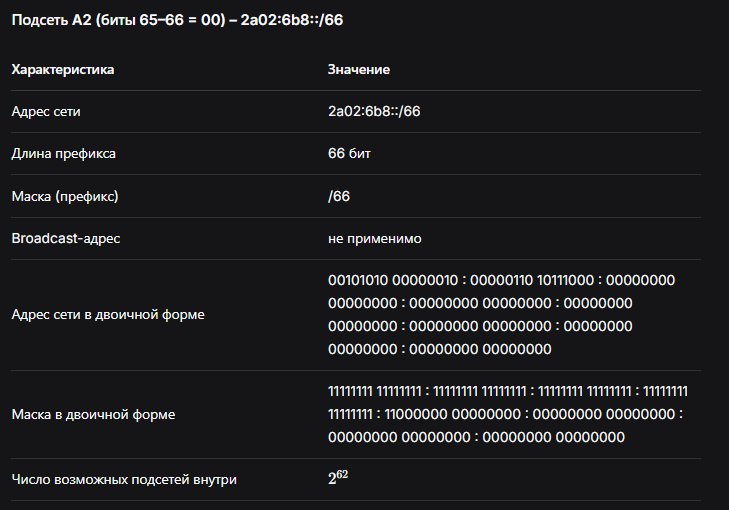 Подсеть A2 (биты 65–66 = 00) – 2a02:6b8::/66
Характеристика Значение
Адрес сети 2a02:6b8::/66
Длина префикса 66 бит
Маска (префикс) /66
Broadcast-адрес не применимо
Адрес сети в двоичной форме
00101010 00000010 : 00000110 10111000 : 00000000
00000000 : 00000000 00000000 : 00000000
00000000 : 00000000 00000000 : 00000000
00000000 : 00000000 00000000
Маска в двоичной форме
11111111 11111111 : 11111111 11111111 : 11111111 11111111 : 11111111
11111111 : 11000000 00000000 : 00000000 00000000 :
00000000 00000000 : 00000000 00000000
Число возможных подсетей внутри 2⁶²